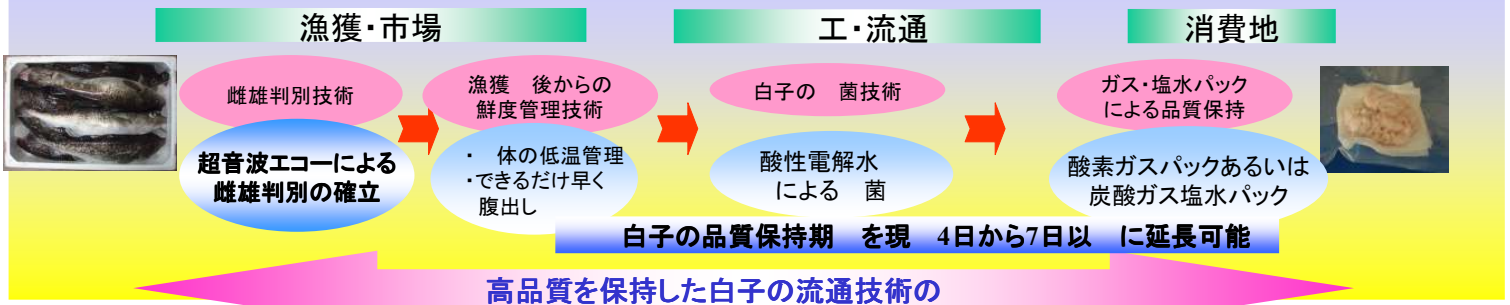 漁獲・市場
工・流通
消費地
雌雄判別技術
漁獲　後からの
鮮度管理技術
白子の　菌技術
ガス・塩水パック
による品質保持
超音波エコーによる
雌雄判別の確立
・　体の低温管理
・できるだけ早く
腹出し
酸性電解水
による　菌
酸素ガスパックあるいは
炭酸ガス塩水パック
白子の品質保持期　を現　4日から7日以　に延長可能
高品質を保持した白子の流通技術の